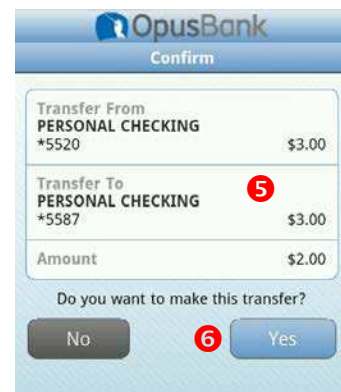 OpusBank
Confirm
Transfer From
PERSONAL CHECKING
*5520 $3.00
Transfer To
PERSONAL CHECKING 5
*5587 $3.00
Amount $2.00
Do you want to make this transfer?
No 6 Yes